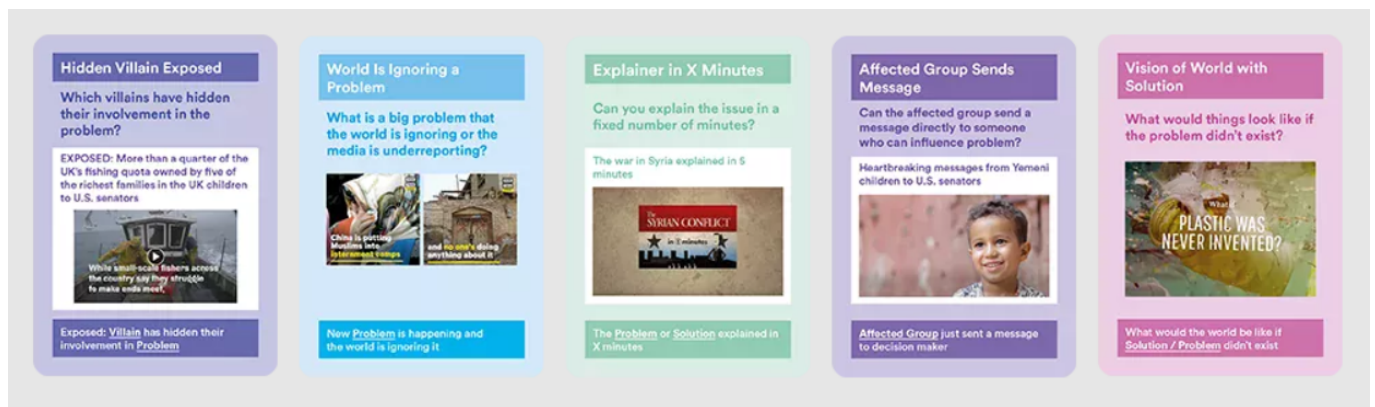 Hidden Villain Exposed
Which villains have hidden
their involvement in the
problem?
EXPOSED: More than a quarter of the
UK's fishing quota owned by five of
the richest families in the UK children
to U.S. senators
While small-scale fishers across
the country say they struggle
to make ends meet,
Exposed: Villain has hidden their
involvement in Problem
World Is Ignoring a
Problem
What is a big problem that
the world is ignoring or the
media is underreporting?
China is putting
Muslims into
internment camps
and no one's doing
anything about it
New Problem is happening and
the world is ignoring it
Explainer in X Minutes
Can you explain the issue in a
fixed number of minutes?
The war in Syria explained in 5
minutes
The
SYRIAN CONFLICT
in minutes
The Problem or Solution explained in
X minutes
Affected Group Sends
Message
Can the affected group send a
message directly to someone
who can influence problem?
Heartbreaking messages from Yemeni
children to U.S. senators
Affected Group just sent a message
to decision maker
Vision of World with
Solution
What would things look like if
the problem didn't exist?
What if
PLASTIC WAS
NEVER INVENTED?
What would the world be like if
Solution / Problem didn't exist